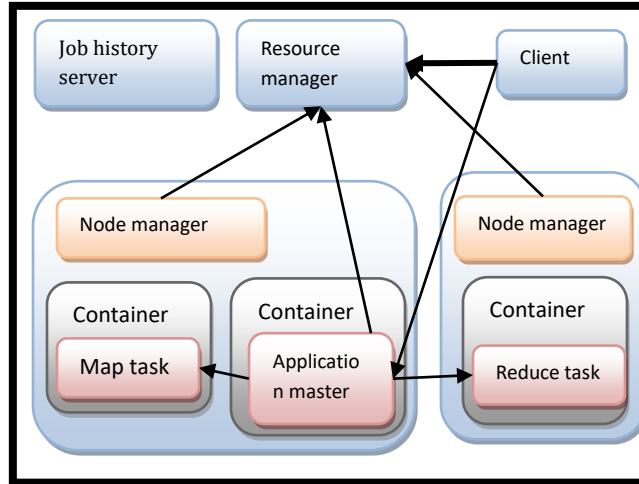 Job history
server
Resource
manager
Client
Node manager
Container
Map task
Container
Applicatio
n master
Node manager
Container
Reduce task